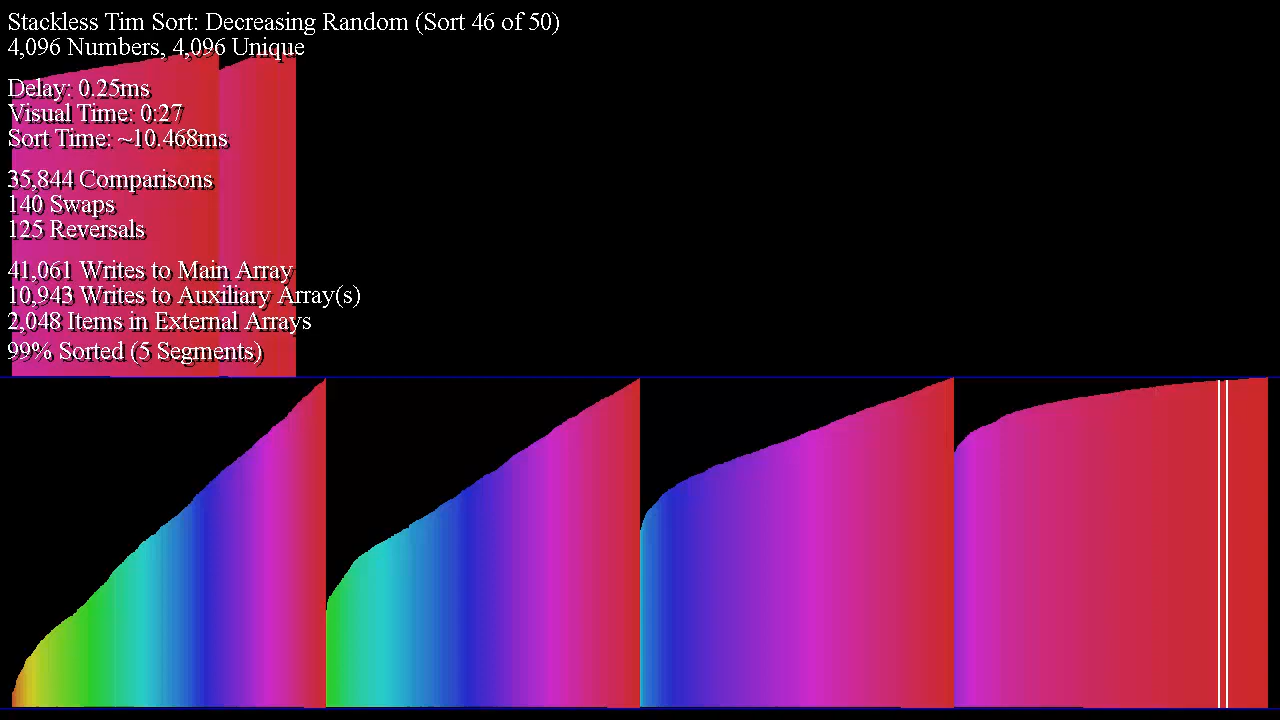 Stackless Tim Sort: Decreasing Random (Sort 46 of 50)
4,096 Numbers, 4,096 Unique
Delay: 0.25ms
Visual Time: 0:27
Sort Time: ~10.468ms
35,844 Comparisons
140 Swaps
125 Reversals
41,061 Writes to Main Array
10,943 Writes to Auxiliary Array(s)
2,048 Items in External Arrays
99% Sorted (5 Segments)